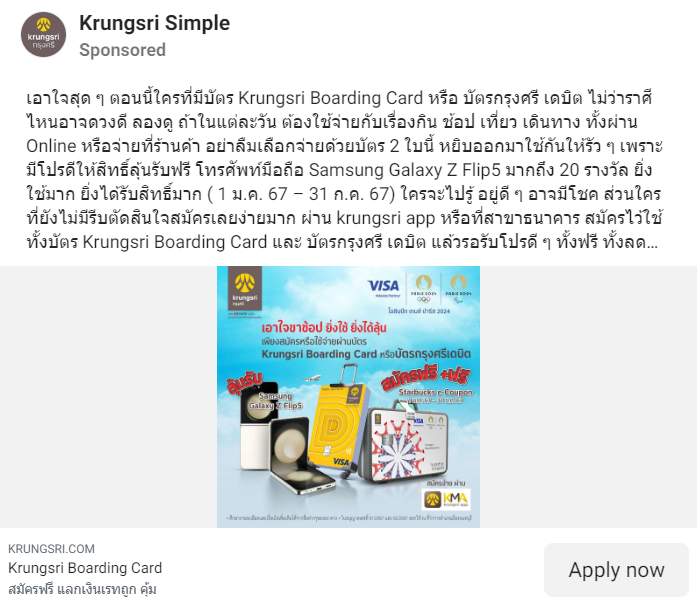 Krungsri Simple
Sponsored
krungsri
กรุงศรี
เอาใจสุด ๆ ตอนนี้ใครที่มีบัตร Krungsri Boarding Card หรือ บัตรกรุงศรี เดบิต ไม่ว่าราศี
ไหนอาจดวงดี ลองดู ถ้าในแต่ละวัน ต้องใช้จ่ายกับเรื่องกิน ช้อป เที่ยว เดินทาง ทั้งผ่าน
Online หรือจ่ายที่ร้านค้า อย่าลืมเลือกจ่ายด้วยบัตร 2 ใบนี้ หยิบออกมาใช้กันให้รัว ๆ เพราะ
มีโปรดีให้สิทธิ์ลุ้นรับฟรี โทรศัพท์มือถือ Samsung Galaxy Z Flip5 มากถึง 20 รางวัล ยิ่ง
ใช้มาก ยิ่งได้รับสิทธิ์มาก ( 1 ม.ค. 67 – 31 ก.ค. 67) ใครจะไปรู้ อยู่ดี ๆ อาจมีโชค ส่วนใคร
ที่ยังไม่มีรีบตัดสินใจสมัครเลยง่ายมาก ผ่าน krungsri app หรือที่สาขาธนาคาร สมัครไว้ใช้
ทั้งบัตร Krungsri Boarding Card และ บัตรกรุงศรี เดบิต แล้วรอรับโปรดี ๆ ทั้งฟรี ทั้งลด...
krungsri
กรุงศรี
VISA
PARIS 2024
PARIS 2024
โอลิมปิก เกมส์ ปารีส 2024
เอาใจขาช้อป ยิ่งใช้ ยิ่งได้ลุ้น
เพียงสมัครหรือใช้จ่ายผ่านบัตร
Krungsri Boarding Card หรือบัตรกรุงศรีเดบิต
ลุ้นรับ
Samsung
Galaxy Z Flip5
สมัครฟรี +ฟรี
Starbucks e-Coupon
VISA
VISA
สมัครง่าย ผ่าน
KMA
krungsri app
KRUNGSRI.COM
Krungsri Boarding Card
สมัครฟรี แลกเงินเรทถูก คุ้ม
Apply now